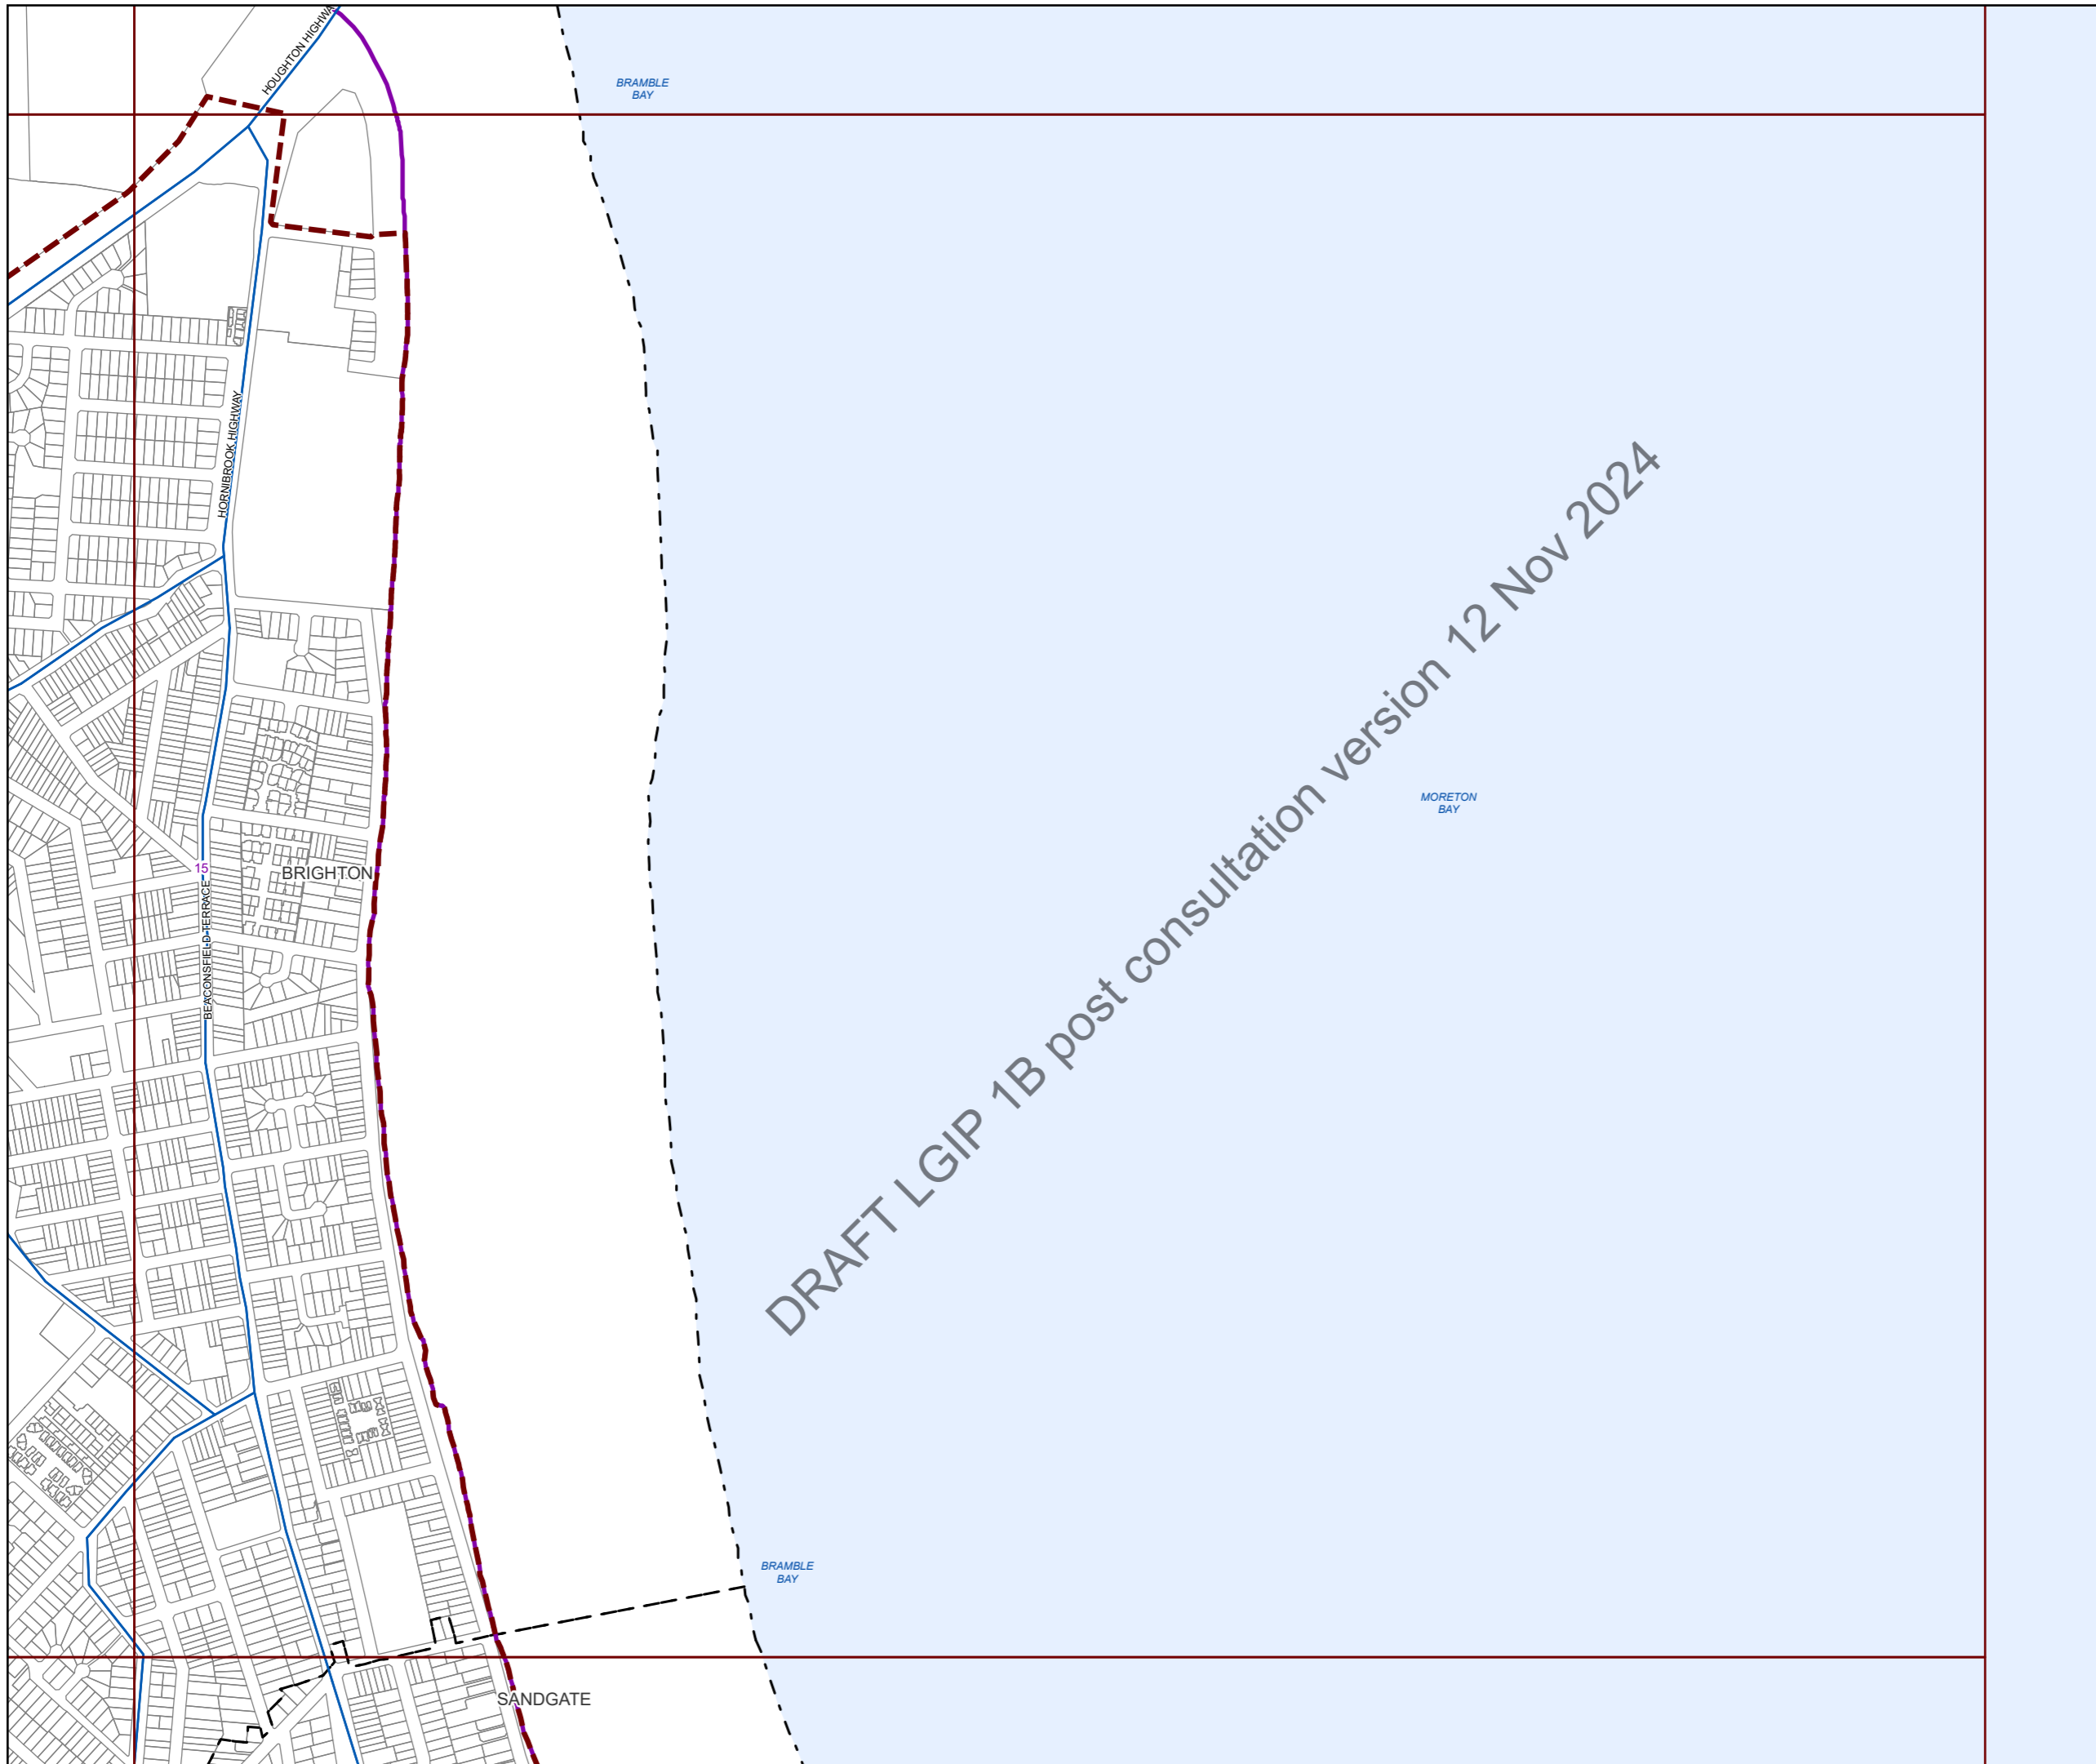 HOUGHTON HIGHWAY
BRAMBLE
BAY
HORNIBROOK HIGHWAY
DRAFT LGIP 1B post consultation version 12 Nov 2024
MORETON
BAY
15
BRIGHTON
BEACONSFIELD TERRACE
BRAMBLE
BAY
SANDGATE